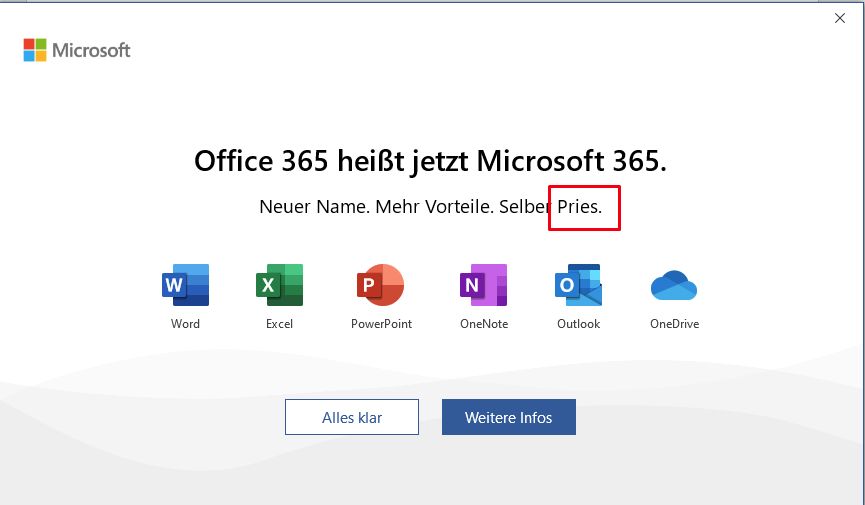 Microsoft
Office 365 heißt jetzt Microsoft 365.
Neuer Name. Mehr Vorteile. Selber Pries.
W X P N O
Word Excel PowerPoint OneNote Outlook OneDrive
Alles klar Weitere Infos